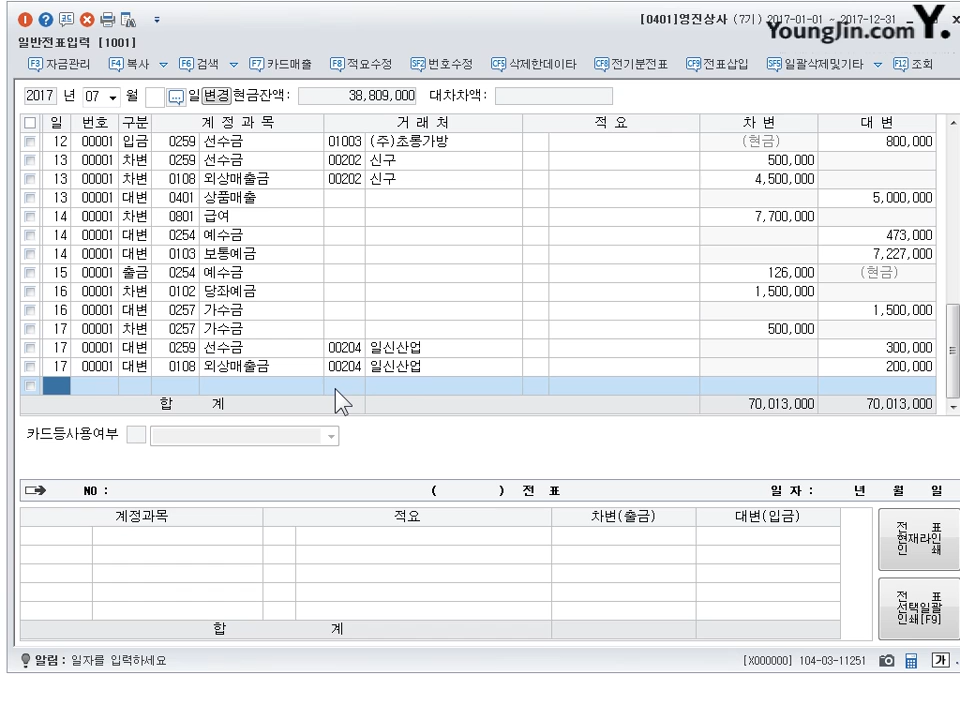 [0401]영진상사 (7기) 2017-01-01 ~ 2017-12-31
YoungJin.com Y.
일반전표입력 [1001]
F3 자금관리 F4 복사 F6 검색 F7 카드매출 F8 적요수정 SF2 번호수정 CF5 삭제한데이타 CF8 전기분전표 CF9 전표삽입 SF5 일괄삭제및기타 F12 조회
2017 년 07 월 일 변경 현금잔액: 38,809,000 대차차액:
일 번호 구분 계 정 과 목 거 래 처 적 요 차 변 대 변
12 00001 입금 0259 선수금 01003 (주)초롱가방 (현금) 800,000
13 00001 차변 0259 선수금 00202 신구 500,000
13 00001 차변 0108 외상매출금 00202 신구 4,500,000
13 00001 대변 0401 상품매출 5,000,000
14 00001 차변 0801 급여 7,700,000
14 00001 대변 0254 예수금 473,000
14 00001 대변 0103 보통예금 7,227,000
15 00001 출금 0254 예수금 126,000 (현금)
16 00001 차변 0102 당좌예금 1,500,000
16 00001 대변 0257 가수금 1,500,000
17 00001 차변 0257 가수금 500,000
17 00001 대변 0259 선수금 00204 일신산업 300,000
17 00001 대변 0108 외상매출금 00204 일신산업 200,000
합 계 70,013,000 70,013,000
카드등사용여부
NO : ( ) 전 표 일 자 : 년 월 일
계정과목 적요 차변(출금) 대변(입금)
전 표
현재라인
인 쇄
전 표
선택일괄
인쇄[F9]
합 계
알림 : 일자를 입력하세요 [X000000] 104-03-11251 가